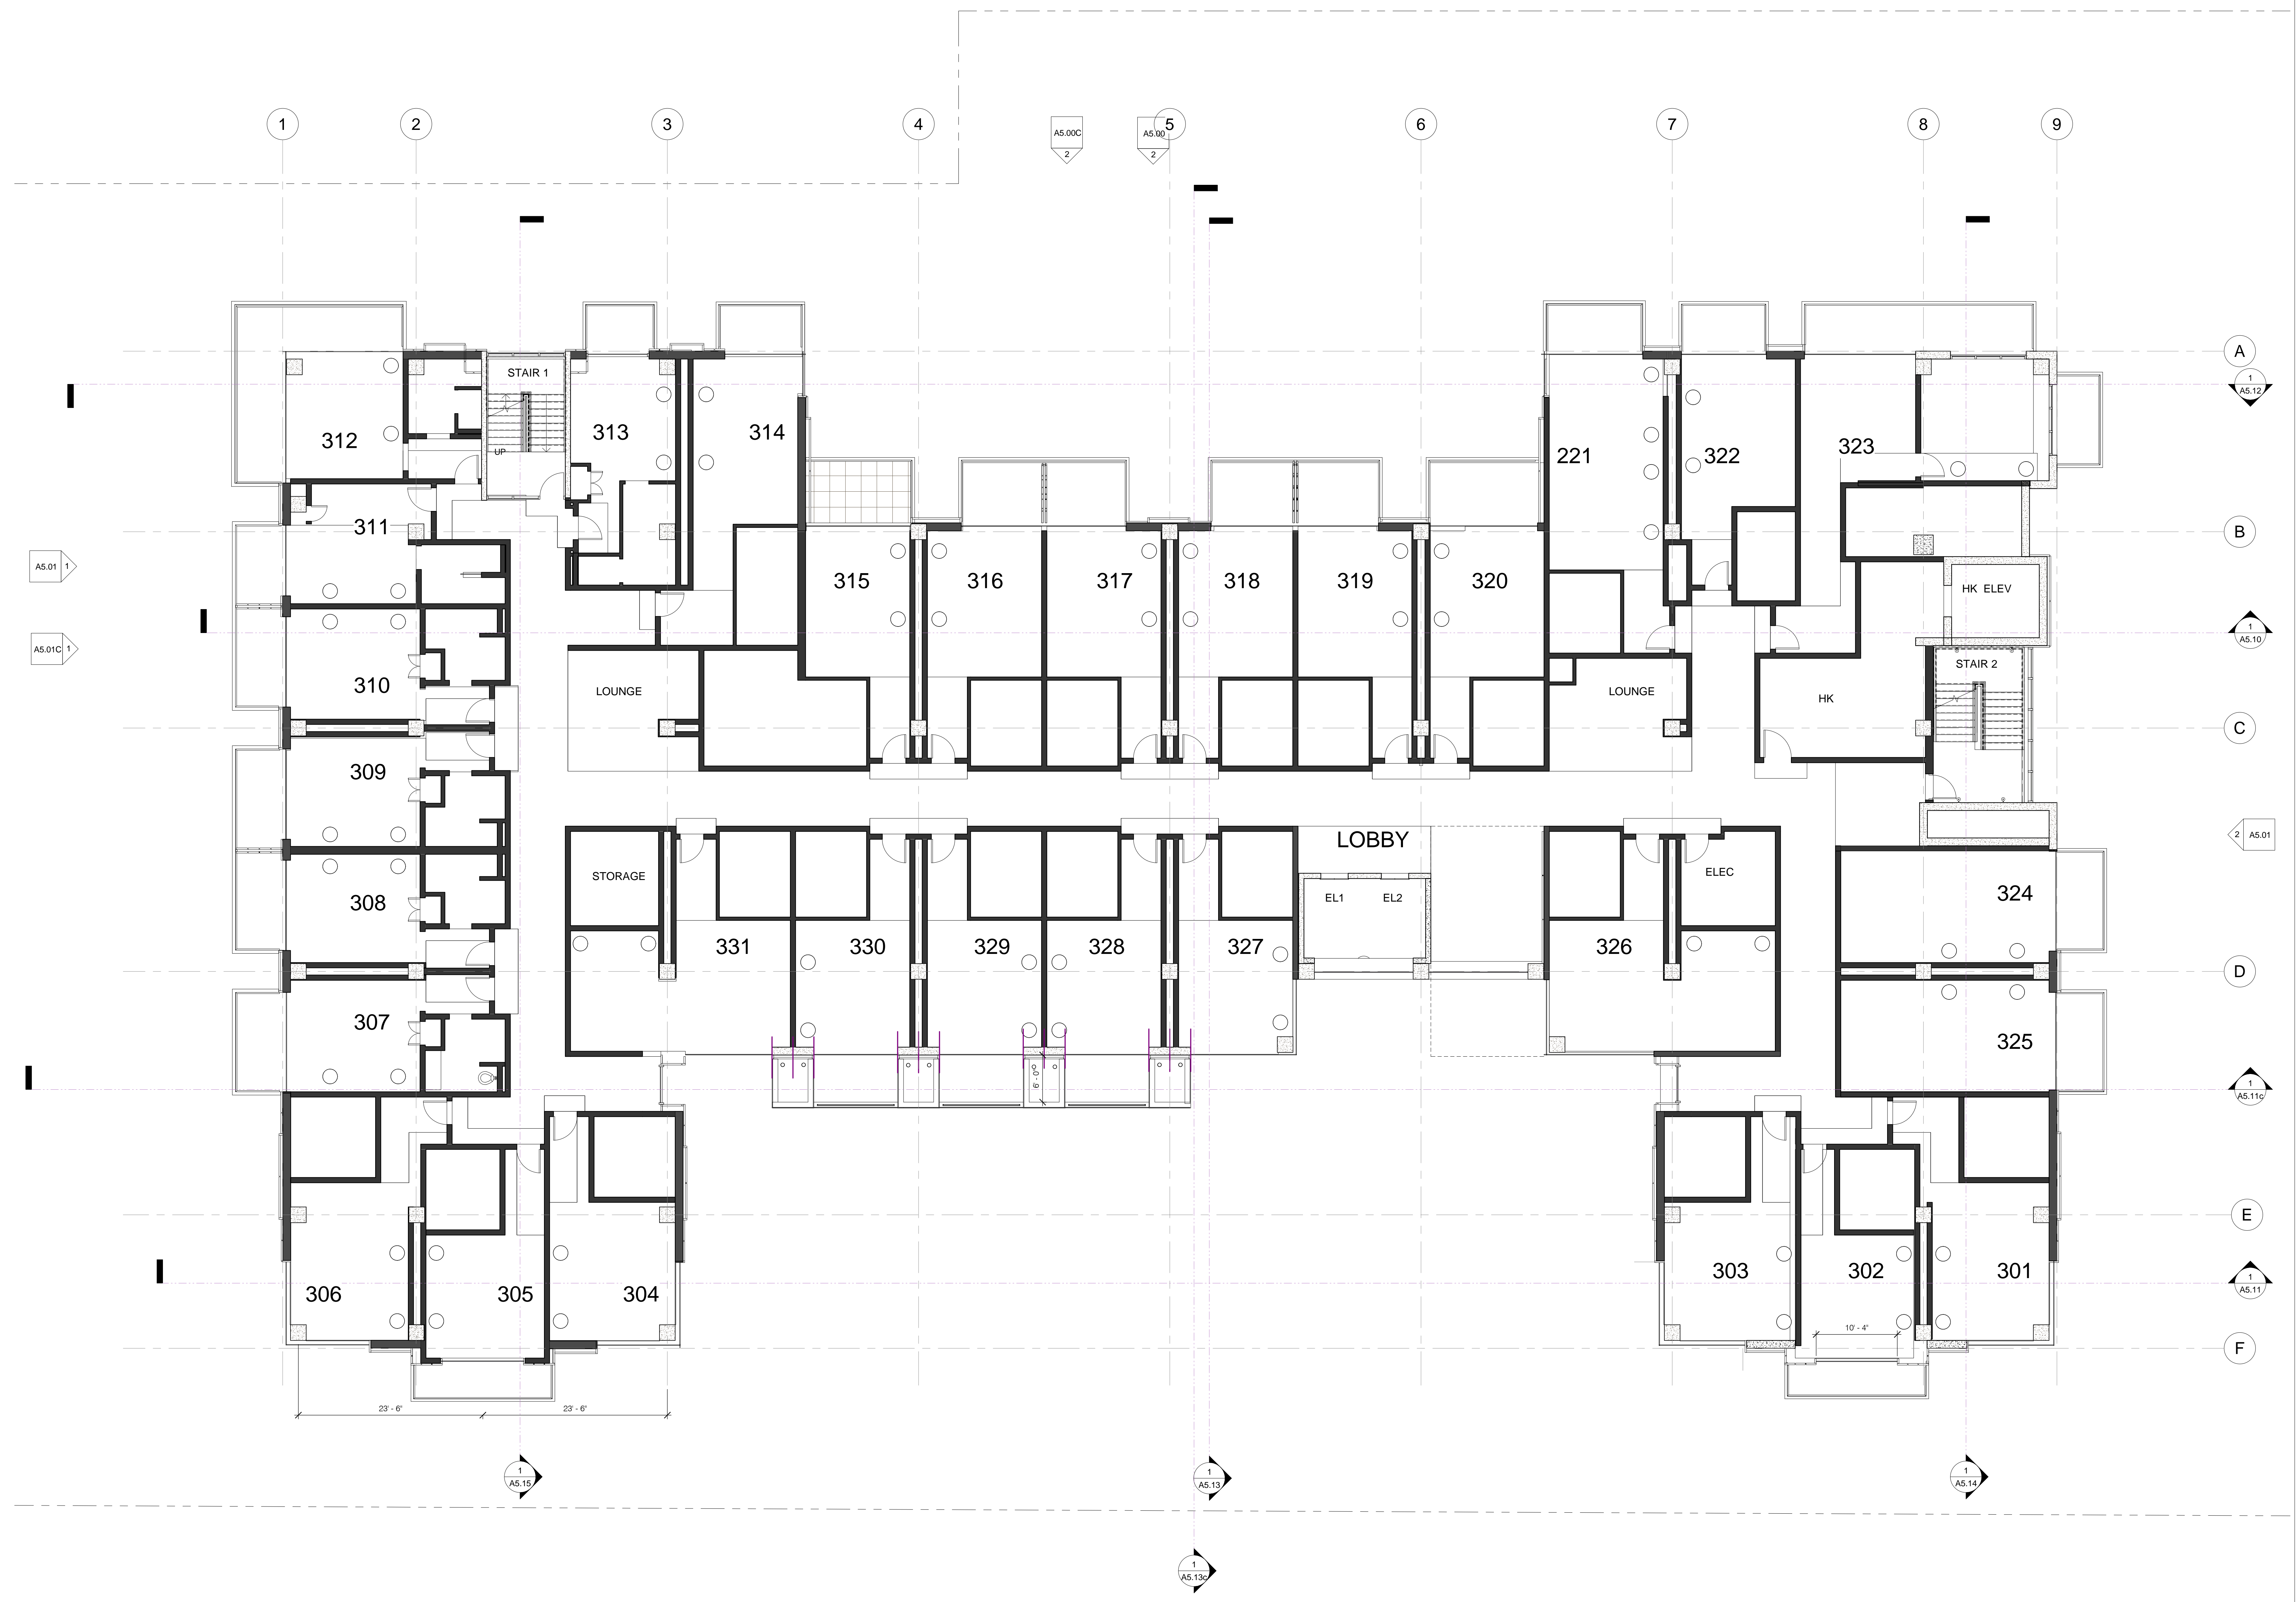 1 2 3 4 5 6 7 8 9
A5.00C
2
A5.00
2
A
1
A5.12
STAIR 1
UP
312
313
314
221
322
323
311
B
A5.01 1
315
316
317
318
319
320
HK ELEV
1
A5.10
A5.01C 1
310
LOUNGE
LOUNGE
STAIR 2
HK
C
309
LOBBY
2 A5.01
308
STORAGE
EL1
EL2
ELEC
324
331
330
329
328
327
326
D
307
325
6'-0"
1
A5.11c
E
306
305
304
303
302
301
1
A5.11
10' - 4"
F
23' - 6"
23' - 6"
1
A5.15
1
A5.13
1
A5.14
1
A5.13c